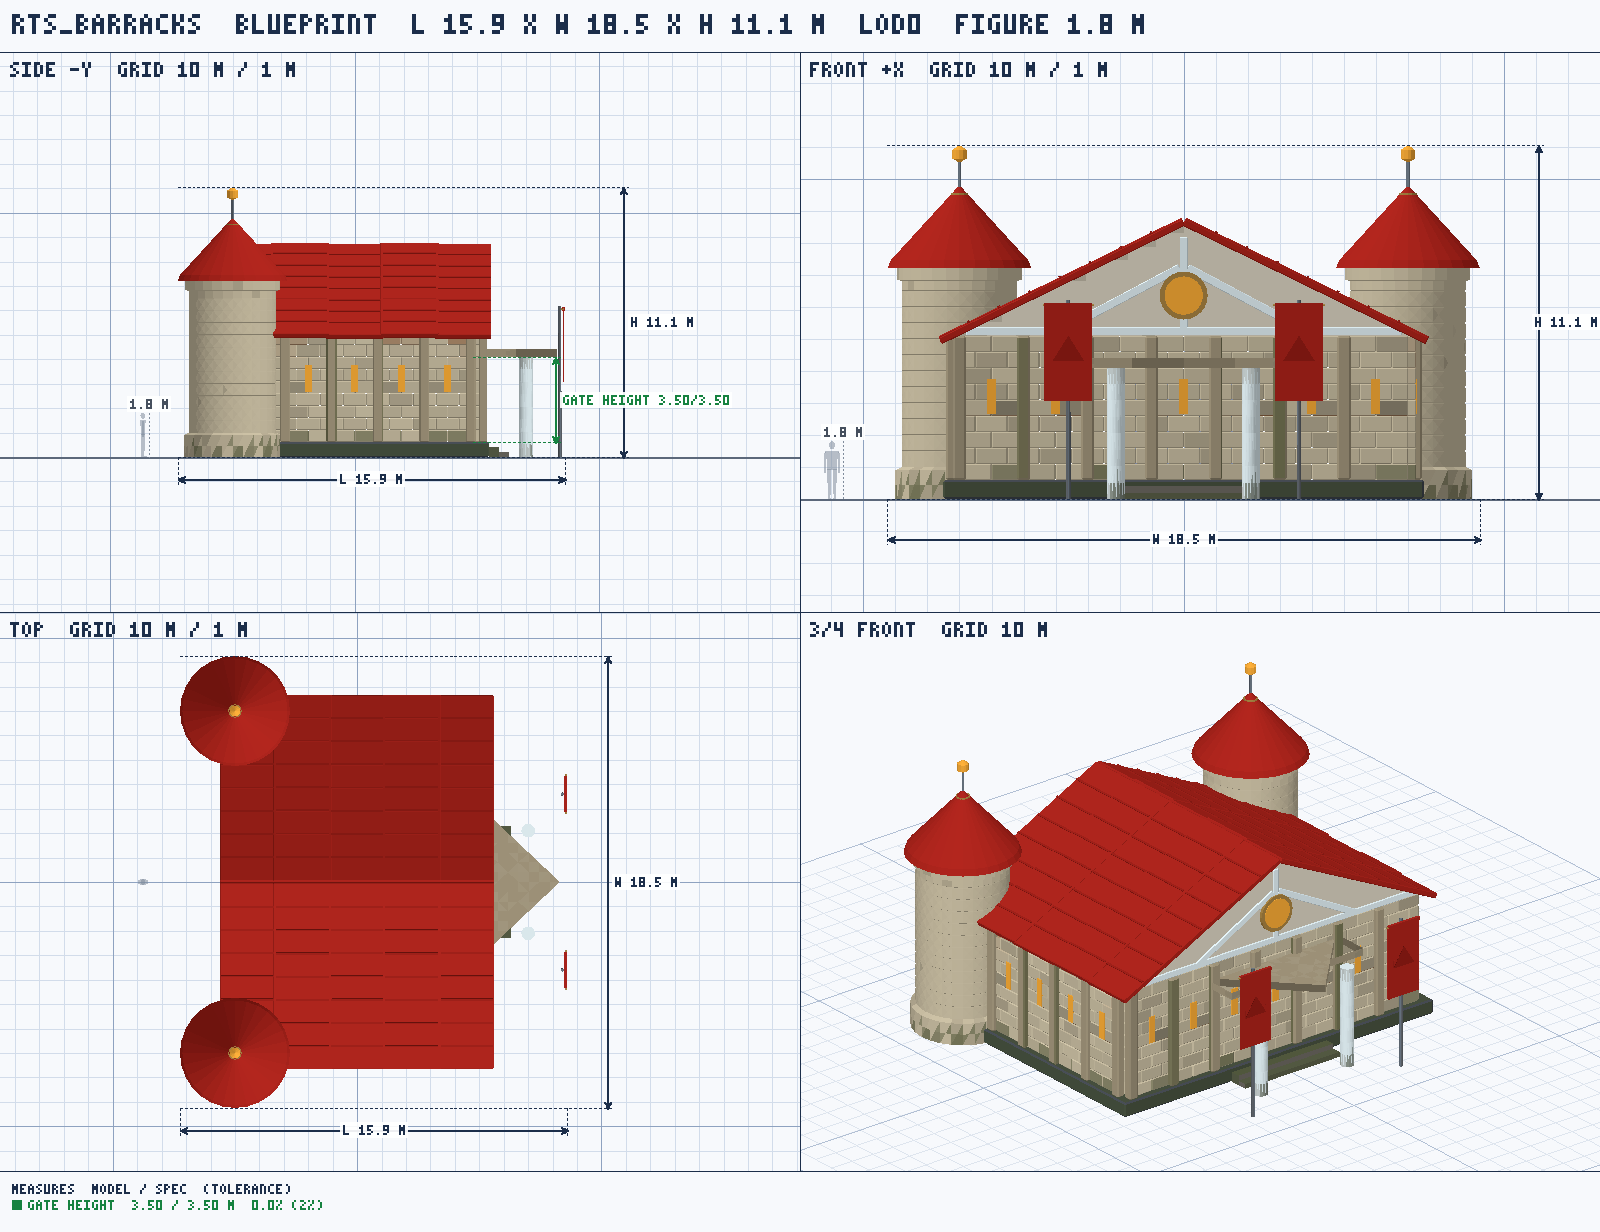 RTS_BARRACKS  BLUEPRINT  L 15.9 X W 18.5 X H 11.1 M  LOD0  FIGURE 1.8 M
SIDE -Y  GRID 10 M / 1 M
FRONT +X  GRID 10 M / 1 M
H 11.1 M
GATE HEIGHT 3.50/3.50
1.8 M
L 15.9 M
H 11.1 M
1.8 M
W 18.5 M
TOP  GRID 10 M / 1 M
3/4 FRONT  GRID 10 M
W 18.5 M
L 15.9 M
MEASURES  MODEL / SPEC  (TOLERANCE)
GATE HEIGHT  3.50 / 3.50 M  0.0% (2%)